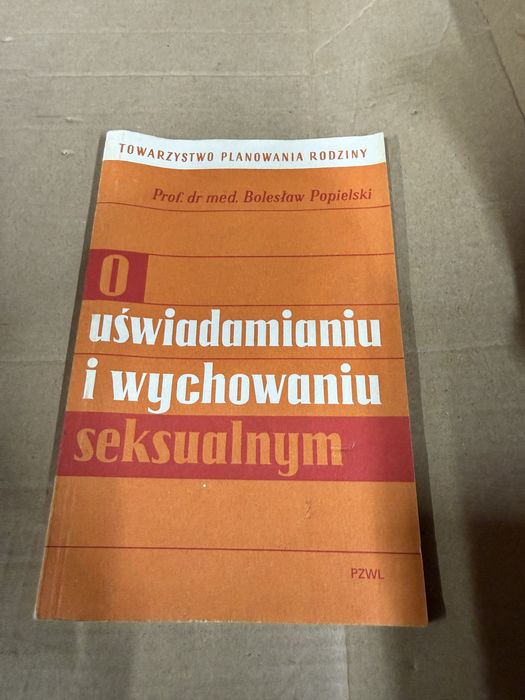 TOWARZYSTWO PLANOWANIA RODZINY
Prof. dr med. Bolesław Popielski
O
uświadamianiu
i wychowaniu
seksualnym
PZWL